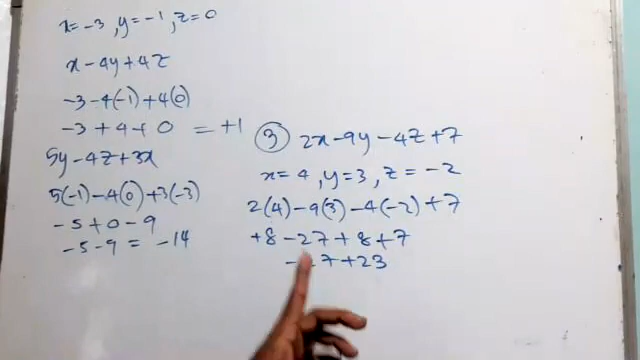 x=-3, y=-1, z=0
x-4y+4z
-3-4(-1)+4(0)
-3+4+0 = +1
5y-4z+3x
5(-1)-4(0)+3(-3)
-5+0-9
-5-9 = -14
③ 2x-9y-4z+7
x=4, y=3, z=-2
2(4)-9(3)-4(-2)+7
+8-27+8+7
-27+23